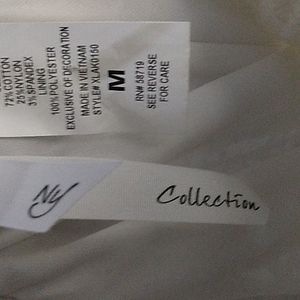 72% COTTON
25% NYLON
3% SPANDEX
LINING
100% POLYESTER
EXCLUSIVE OF DECORATION
MADE IN VIETNAM
STYLE# XLAK0150
M
RN# 58719
SEE REVERSE
FOR CARE
NY Collection